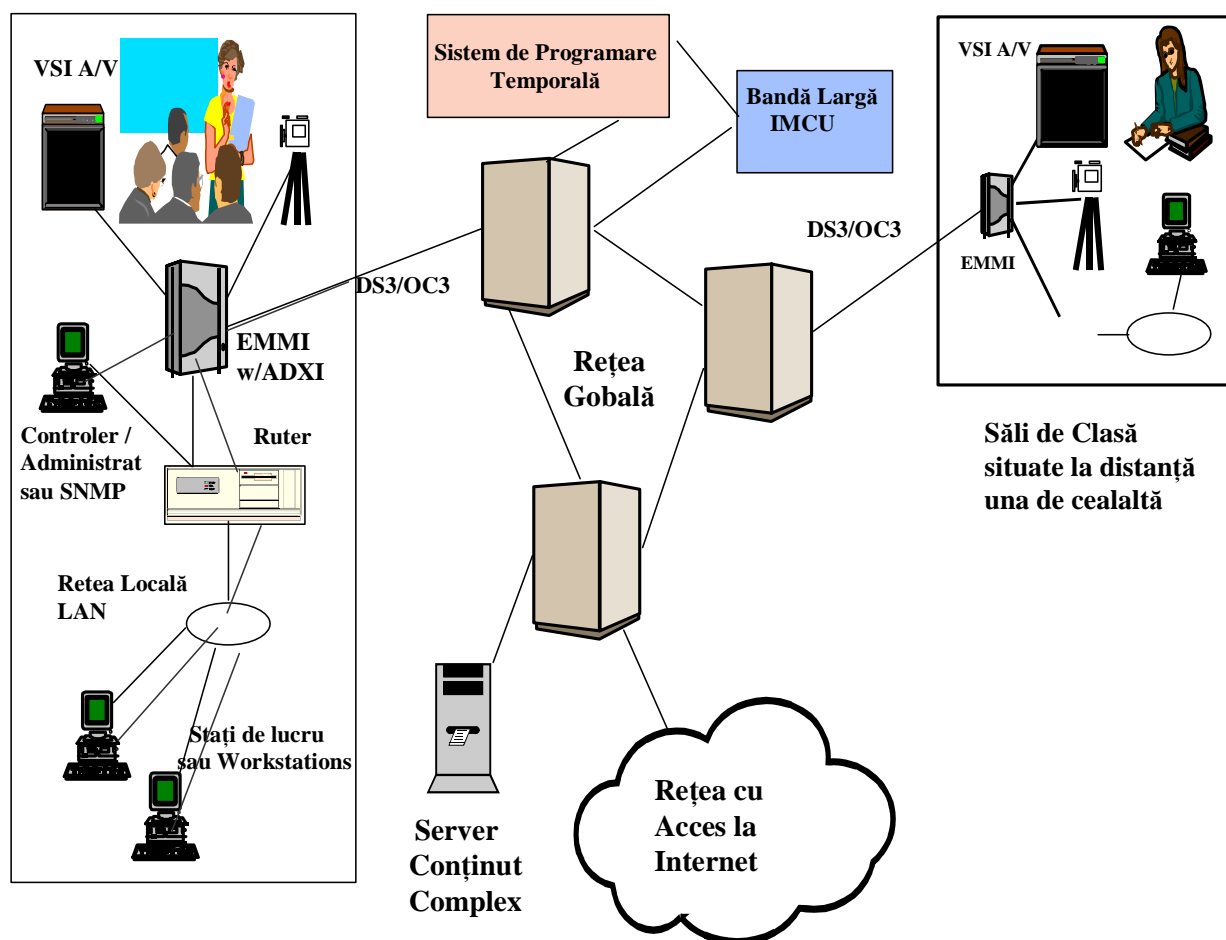 VSI A/V
Sistem de Programare
Temporală
Bandă Largă
IMCU
VSI A/V
DS3/OC3
DS3/OC3
EMMI
EMMI
w/ADXI
Rețea
Gobală
Controler /
Administrat
sau SNMP
Ruter
Săli de Clasă
situate la distanță
una de cealaltă
Retea Locală
LAN
Stați de lucru
sau Workstations
Server
Conținut
Complex
Rețea cu
Acces la
Internet